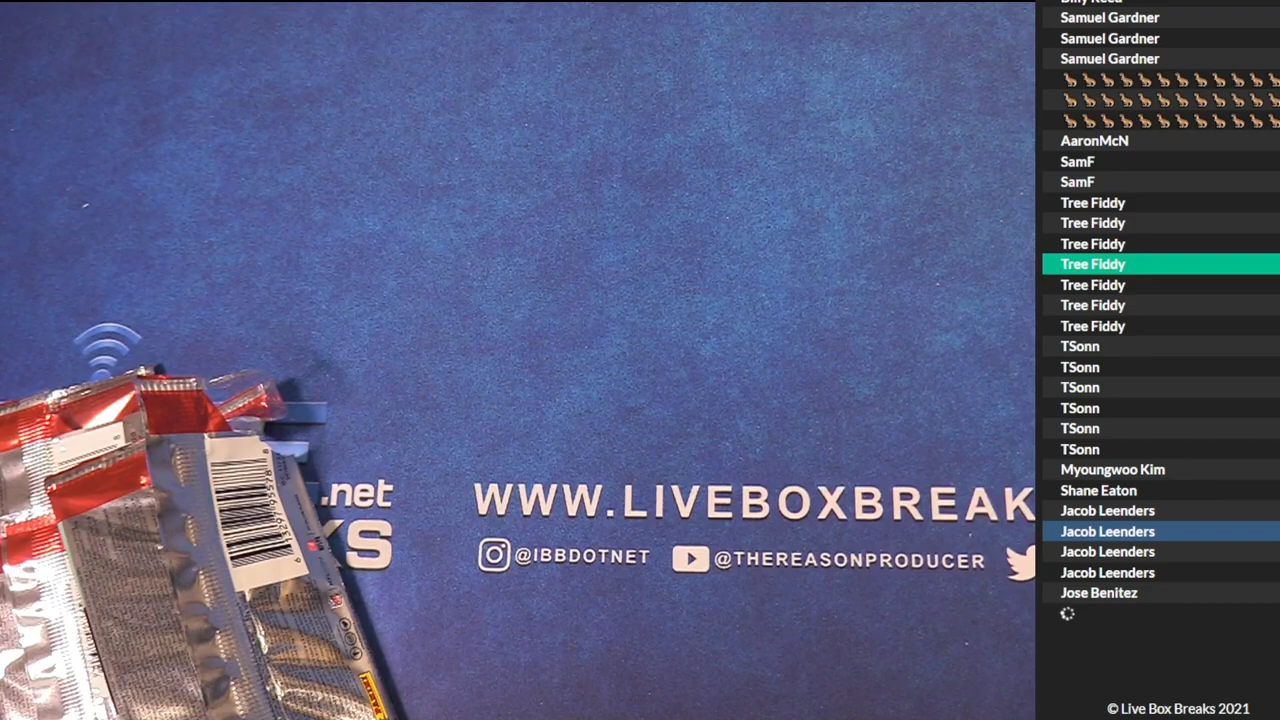 Samuel Gardner
Samuel Gardner
Samuel Gardner
AaronMcN
SamF
SamF
Tree Fiddy
Tree Fiddy
Tree Fiddy
Tree Fiddy
Tree Fiddy
Tree Fiddy
Tree Fiddy
TSonn
TSonn
TSonn
TSonn
TSonn
TSonn
Myoungwoo Kim
Shane Eaton
Jacob Leenders
Jacob Leenders
Jacob Leenders
Jacob Leenders
Jose Benitez
© Live Box Breaks 2021
.net
KS
WWW.LIVEBOXBREAK
@IBBDOTNET @THEREASONPRODUCER
PANINI